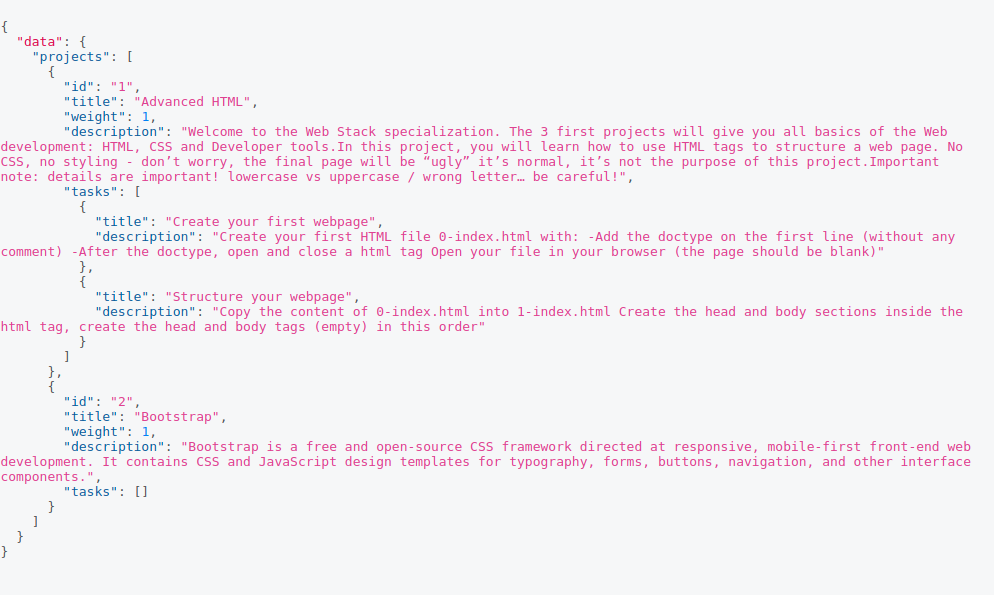 {
  "data": {
    "projects": [
      {
        "id": "1",
        "title": "Advanced HTML",
        "weight": 1,
        "description": "Welcome to the Web Stack specialization. The 3 first projects will give you all basics of the Web
development: HTML, CSS and Developer tools.In this project, you will learn how to use HTML tags to structure a web page. No
CSS, no styling - don’t worry, the final page will be “ugly” it’s normal, it’s not the purpose of this project.Important
note: details are important! lowercase vs uppercase / wrong letter… be careful!",
        "tasks": [
          {
            "title": "Create your first webpage",
            "description": "Create your first HTML file 0-index.html with: -Add the doctype on the first line (without any
comment) -After the doctype, open and close a html tag Open your file in your browser (the page should be blank)"
          },
          {
            "title": "Structure your webpage",
            "description": "Copy the content of 0-index.html into 1-index.html Create the head and body sections inside the
html tag, create the head and body tags (empty) in this order"
          }
        ]
      },
      {
        "id": "2",
        "title": "Bootstrap",
        "weight": 1,
        "description": "Bootstrap is a free and open-source CSS framework directed at responsive, mobile-first front-end web
development. It contains CSS and JavaScript design templates for typography, forms, buttons, navigation, and other interface
components.",
        "tasks": []
      }
    ]
  }
}